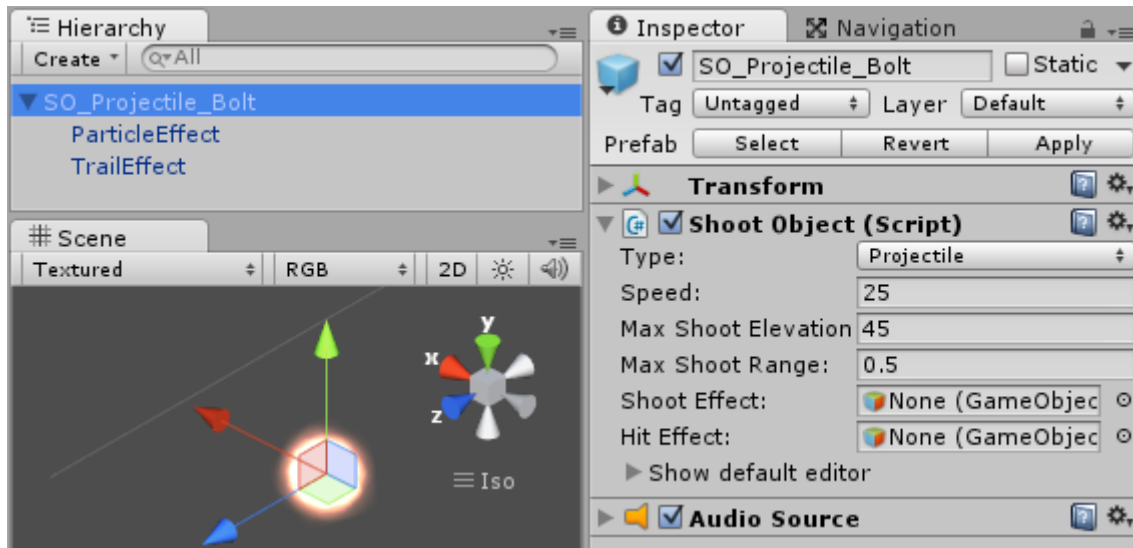 Hierarchy
Create
All
SO_Projectile_Bolt
ParticleEffect
TrailEffect
# Scene
Textured
RGB
2D
y
x
z
Iso
Inspector
Navigation
SO_Projectile_Bolt
Static
Tag Untagged Layer Default
Prefab Select Revert Apply
Transform
Shoot Object (Script)
Type: Projectile
Speed: 25
Max Shoot Elevation 45
Max Shoot Range: 0.5
Shoot Effect: None (GameObjec
Hit Effect: None (GameObjec
Show default editor
Audio Source